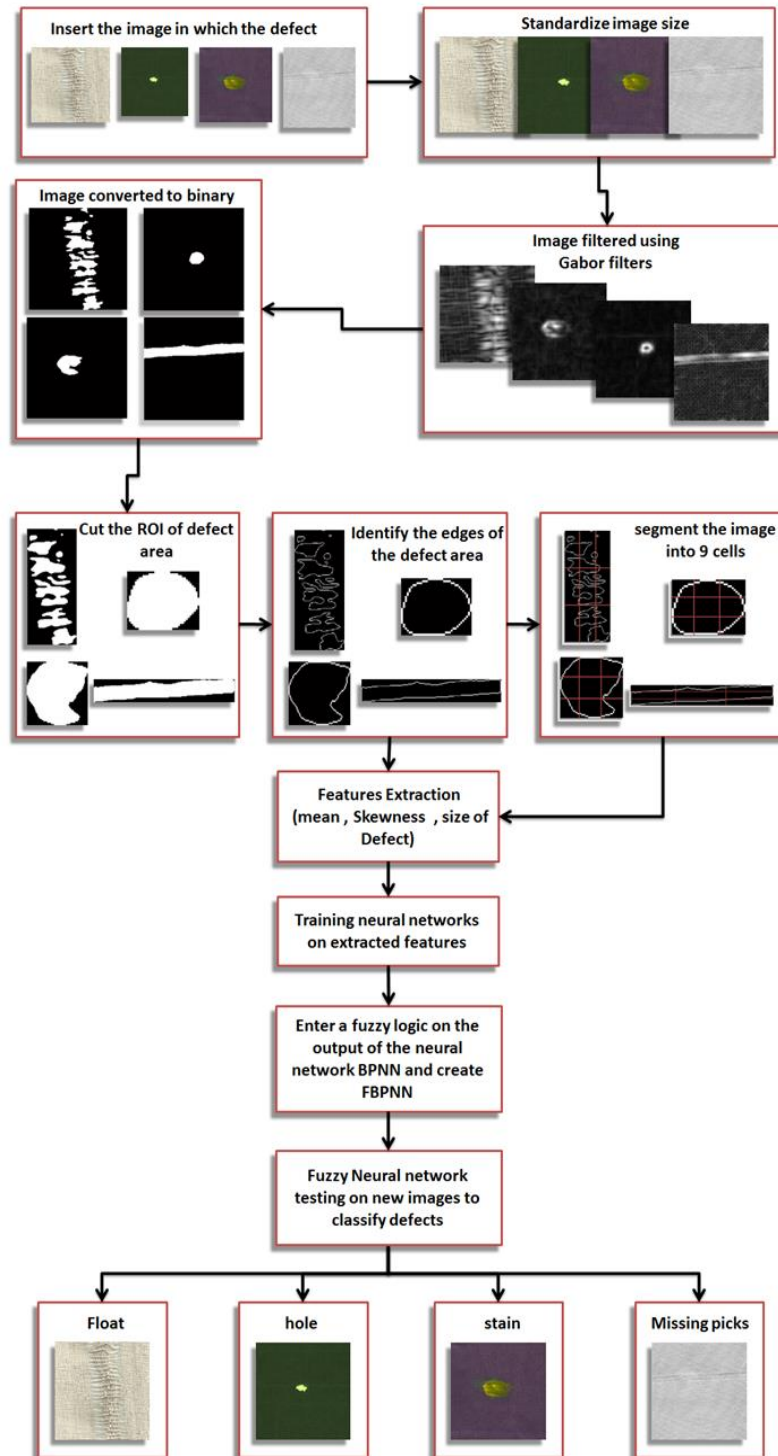 Insert the image in which the defect
Standardize image size
Image converted to binary
Image filtered using
Gabor filters
Cut the ROI of defect
area
Identify the edges of
the defect area
segment the image
into 9 cells
Features Extraction
(mean , Skewness , size of
Defect)
Training neural networks
on extracted features
Enter a fuzzy logic on the
output of the neural
network BPNN and create
FBPNN
Fuzzy Neural network
testing on new images to
classify defects
Float
hole
stain
Missing picks